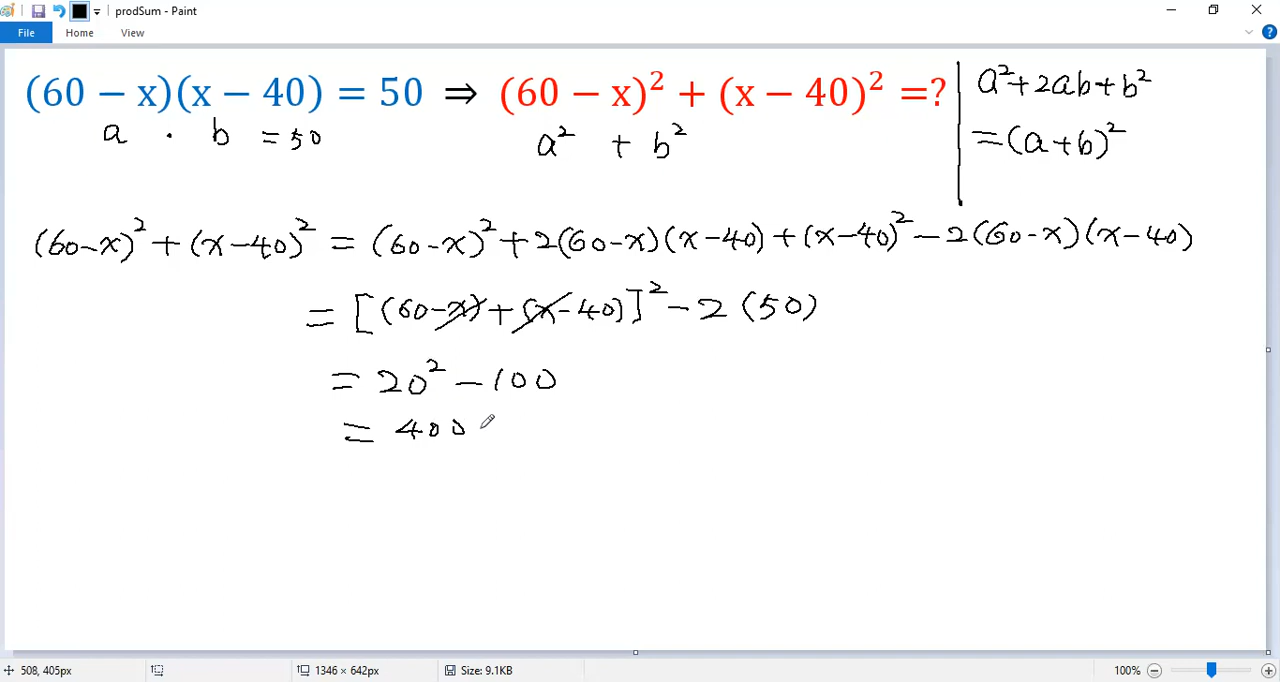 prodSum - Paint
File Home View
(60 − x)(x − 40) = 50 ⇒ (60 − x)² + (x − 40)² =?
a · b = 50
a² + b²
a² + 2ab + b²
= (a + b)²
(60-x)² + (x-40)² = (60-x)² + 2(60-x)(x-40) + (x-40)² - 2(60-x)(x-40)
= [(60-x) + (x-40)]² - 2(50)
= 20² - 100
= 400
508, 405px 1346 × 642px Size: 9.1KB 100%